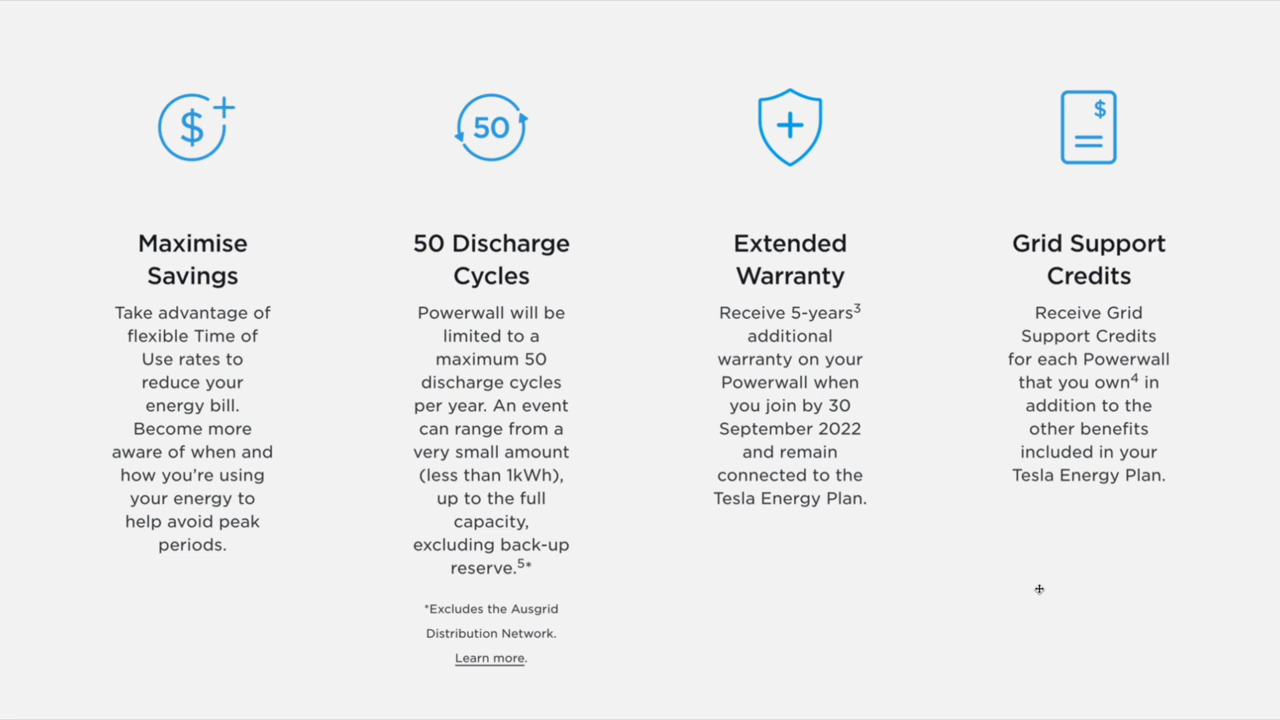 $
50
$
Maximise
Savings
Take advantage of
flexible Time of
Use rates to
reduce your
energy bill.
Become more
aware of when and
how you’re using
your energy to
help avoid peak
periods.
50 Discharge
Cycles
Powerwall will be
limited to a
maximum 50
discharge cycles
per year. An event
can range from a
very small amount
(less than 1kWh),
up to the full
capacity,
excluding back-up
reserve.⁵*
*Excludes the Ausgrid
Distribution Network.
Learn more.
Extended
Warranty
Receive 5-years³
additional
warranty on your
Powerwall when
you join by 30
September 2022
and remain
connected to the
Tesla Energy Plan.
Grid Support
Credits
Receive Grid
Support Credits
for each Powerwall
that you own⁴ in
addition to the
other benefits
included in your
Tesla Energy Plan.